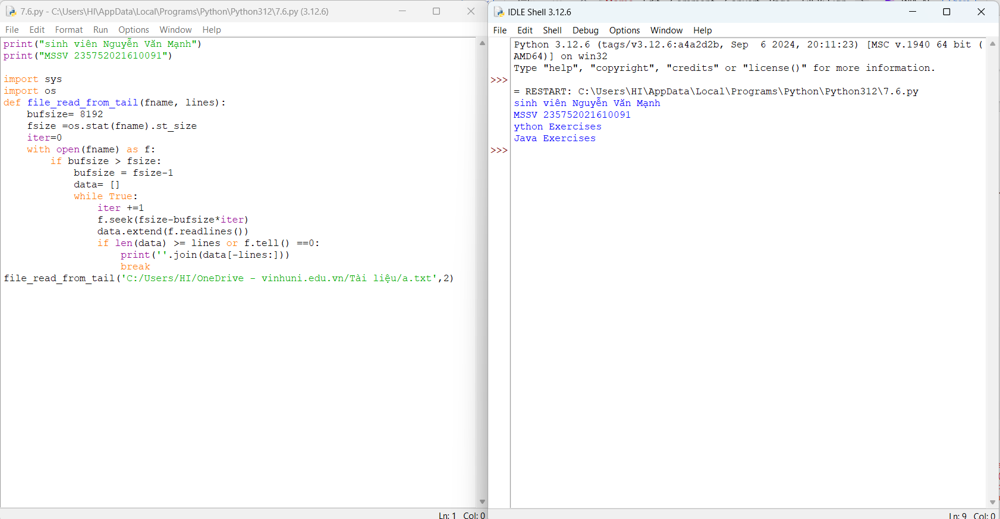 7.6.py - C:\Users\HI\AppData\Local\Programs\Python\Python312\7.6.py (3.12.6)
File Edit Format Run Options Window Help
print("sinh viên Nguyễn Văn Mạnh")
print("MSSV 235752021610091")
import sys
import os
def file_read_from_tail(fname, lines):
    bufsize= 8192
    fsize =os.stat(fname).st_size
    iter=0
    with open(fname) as f:
        if bufsize > fsize:
            bufsize = fsize-1
            data= []
            while True:
                iter +=1
                f.seek(fsize-bufsize*iter)
                data.extend(f.readlines())
                if len(data) >= lines or f.tell() ==0:
                    print(''.join(data[-lines:]))
                    break
file_read_from_tail('C:/Users/HI/OneDrive - vinhuni.edu.vn/Tài liệu/a.txt',2)
Ln: 1 Col: 0
IDLE Shell 3.12.6
File Edit Shell Debug Options Window Help
Python 3.12.6 (tags/v3.12.6:a4a2d2b, Sep  6 2024, 20:11:23) [MSC v.1940 64 bit (
AMD64)] on win32
Type "help", "copyright", "credits" or "license()" for more information.
>>>
= RESTART: C:\Users\HI\AppData\Local\Programs\Python\Python312\7.6.py
sinh viên Nguyễn Văn Mạnh
MSSV 235752021610091
ython Exercises
Java Exercises
>>>
Ln: 9 Col: 0